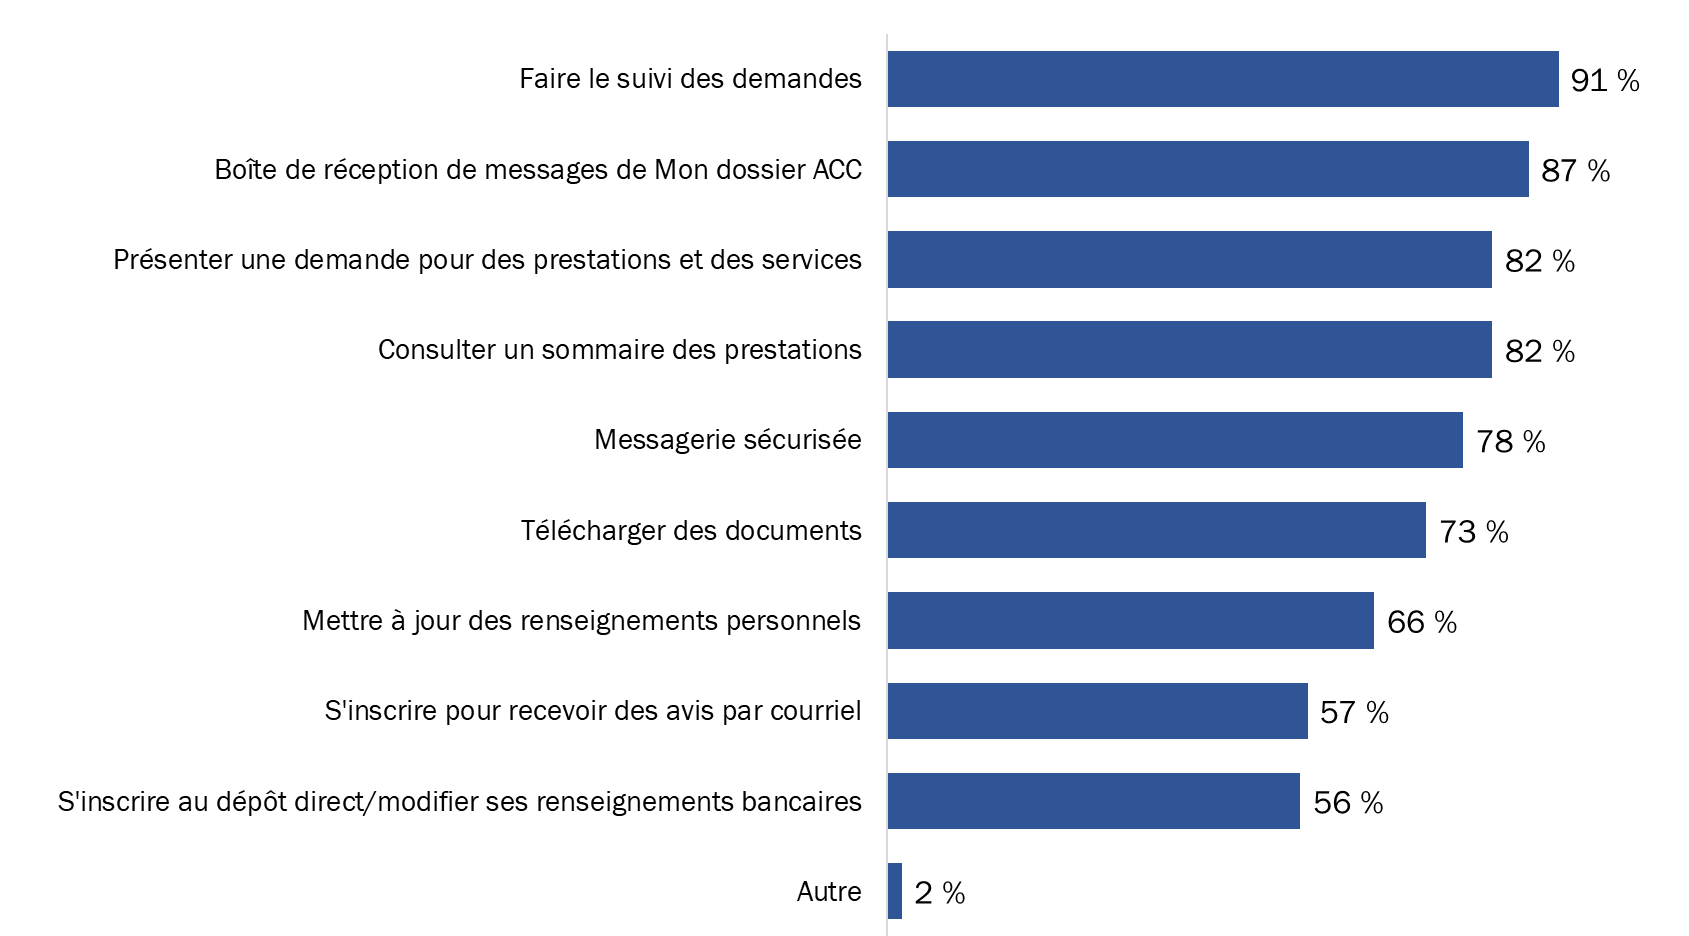 Faire le suivi des demandes 91 %
Boîte de réception de messages de Mon dossier ACC 87 %
Présenter une demande pour des prestations et des services 82 %
Consulter un sommaire des prestations 82 %
Messagerie sécurisée 78 %
Télécharger des documents 73 %
Mettre à jour des renseignements personnels 66 %
S'inscrire pour recevoir des avis par courriel 57 %
S'inscrire au dépôt direct/modifier ses renseignements bancaires 56 %
Autre 2 %